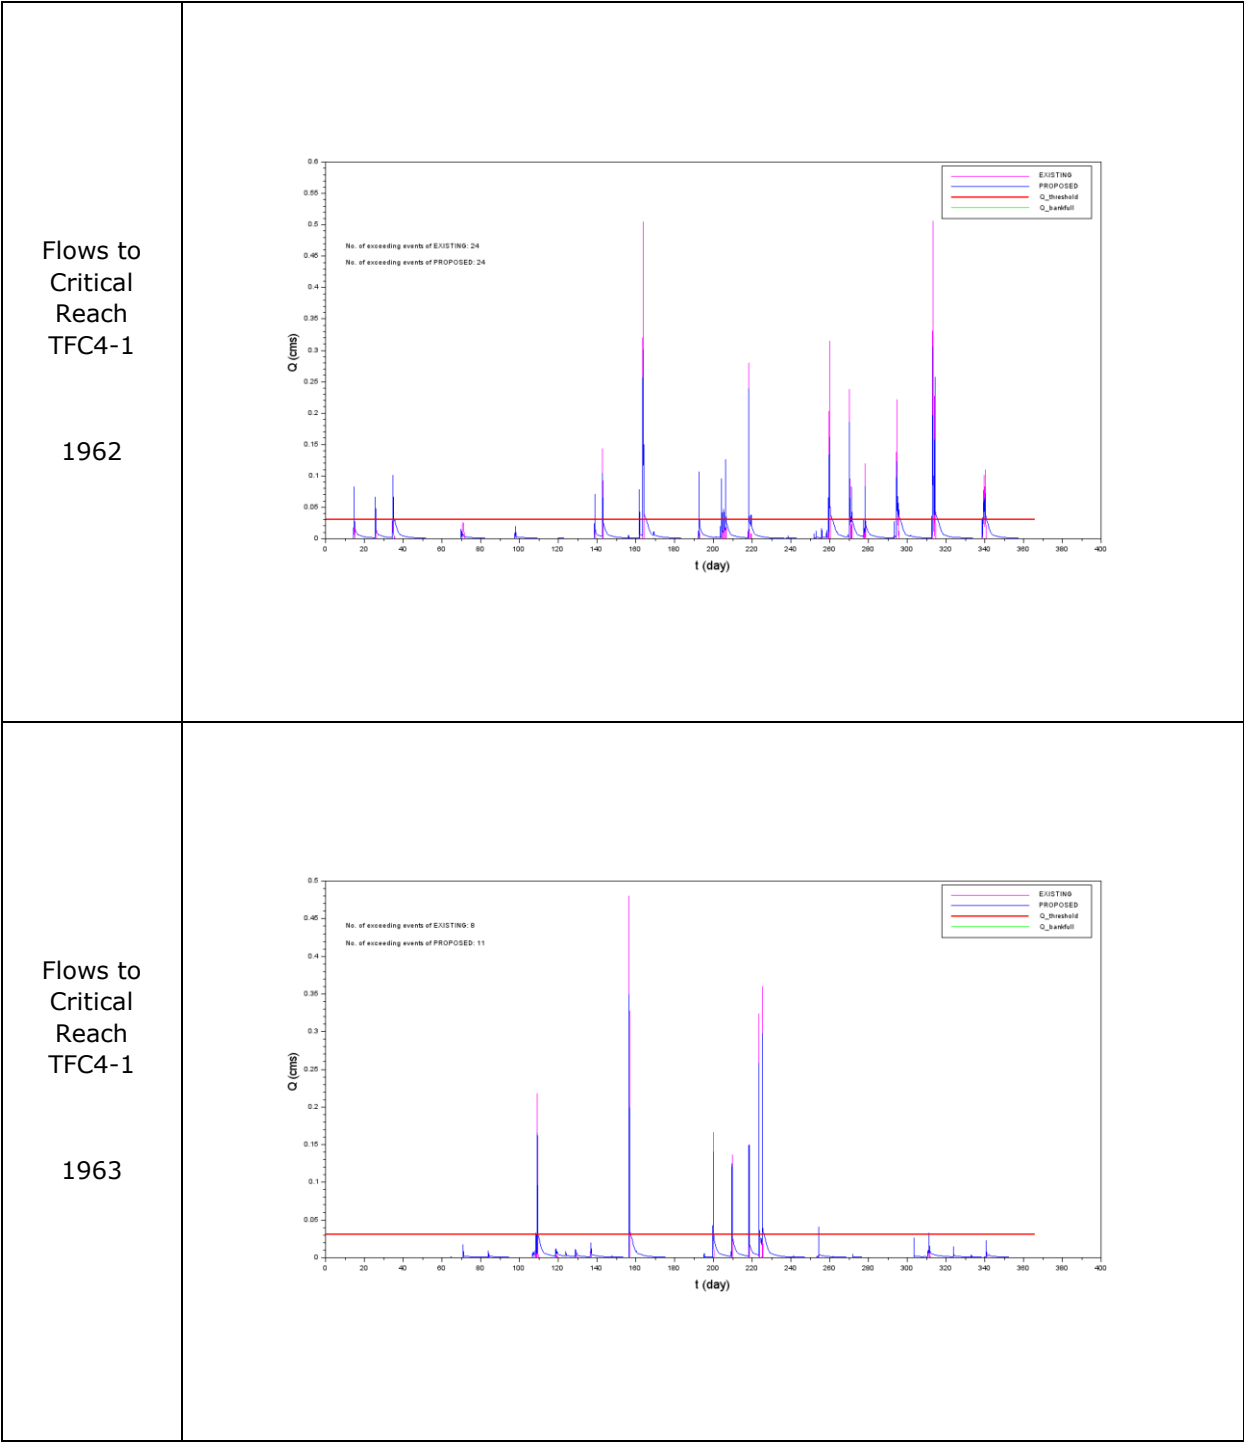 Flows to
Critical
Reach
TFC4-1
1962
0.6
0.55
0.5
0.45
0.4
0.35
0.3
0.25
0.2
0.15
0.1
0.05
0
Q (cms)
No. of exceeding events of EXISTING: 24
No. of exceeding events of PROPOSED: 24
EXISTING
PROPOSED
Q_threshold
Q_bankfull
0 20 40 60 80 100 120 140 160 180 200 220 240 260 280 300 320 340 360 380 400
t (day)
Flows to
Critical
Reach
TFC4-1
1963
0.5
0.45
0.4
0.35
0.3
0.25
0.2
0.15
0.1
0.05
0
Q (cms)
No. of exceeding events of EXISTING: 8
No. of exceeding events of PROPOSED: 11
EXISTING
PROPOSED
Q_threshold
Q_bankfull
0 20 40 60 80 100 120 140 160 180 200 220 240 260 280 300 320 340 360 380 400
t (day)